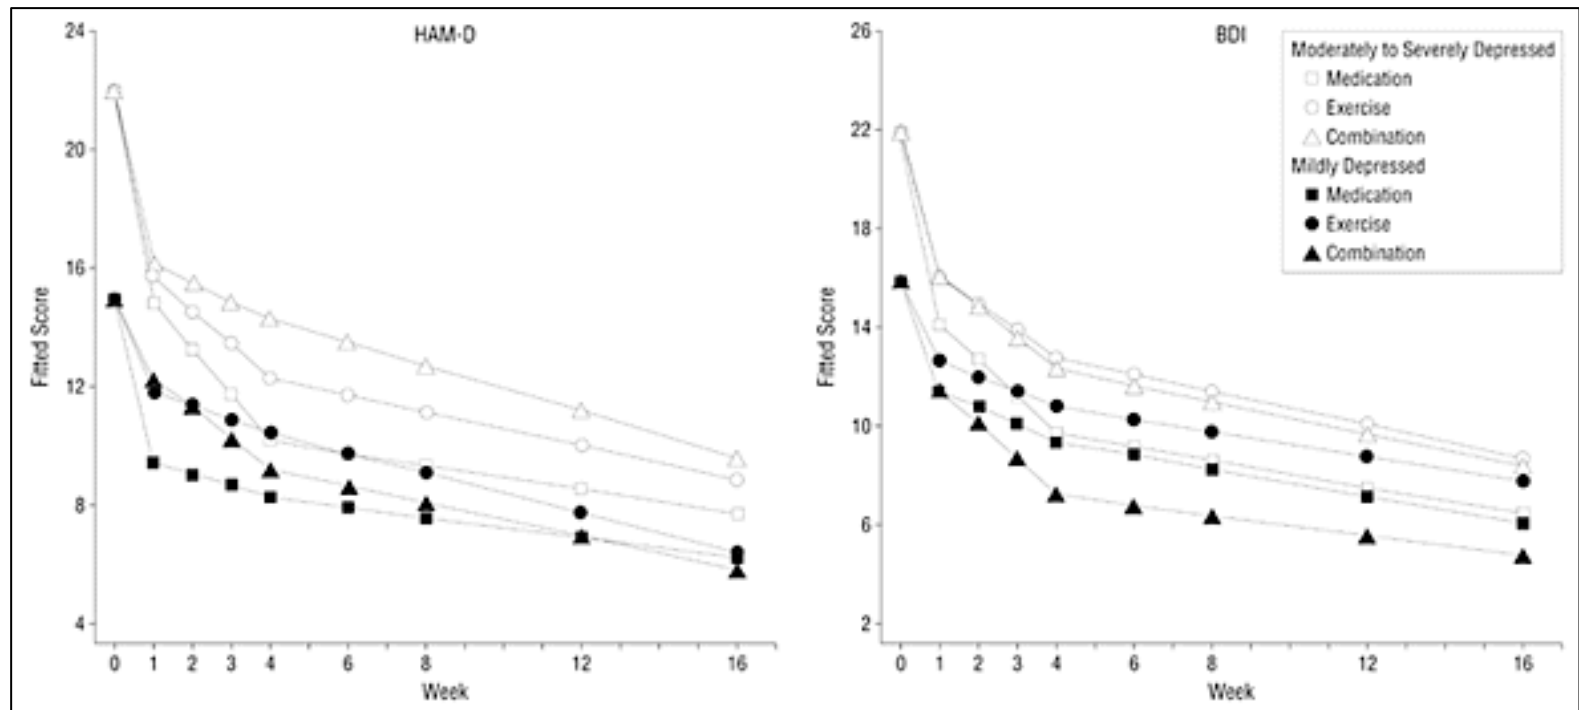 HAM-D
24
20
16
12
8
4
Fitted Score
0 1 2 3 4 6 8 12 16
Week
BDI
26
22
18
14
10
6
2
Fitted Score
0 1 2 3 4 6 8 12 16
Week
Moderately to Severely Depressed
Medication
Exercise
Combination
Mildly Depressed
Medication
Exercise
Combination